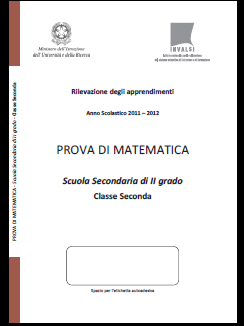 Ministero dell'Istruzione
dell'Università e della Ricerca
INVALSI
Rilevazione degli apprendimenti
Anno Scolastico 2011 – 2012
PROVA DI MATEMATICA
Scuola Secondaria di II grado
Classe Seconda
Spazio per l'etichetta autoadesiva
PROVA DI MATEMATICA - Scuola Secondaria di II grado - Classe Seconda